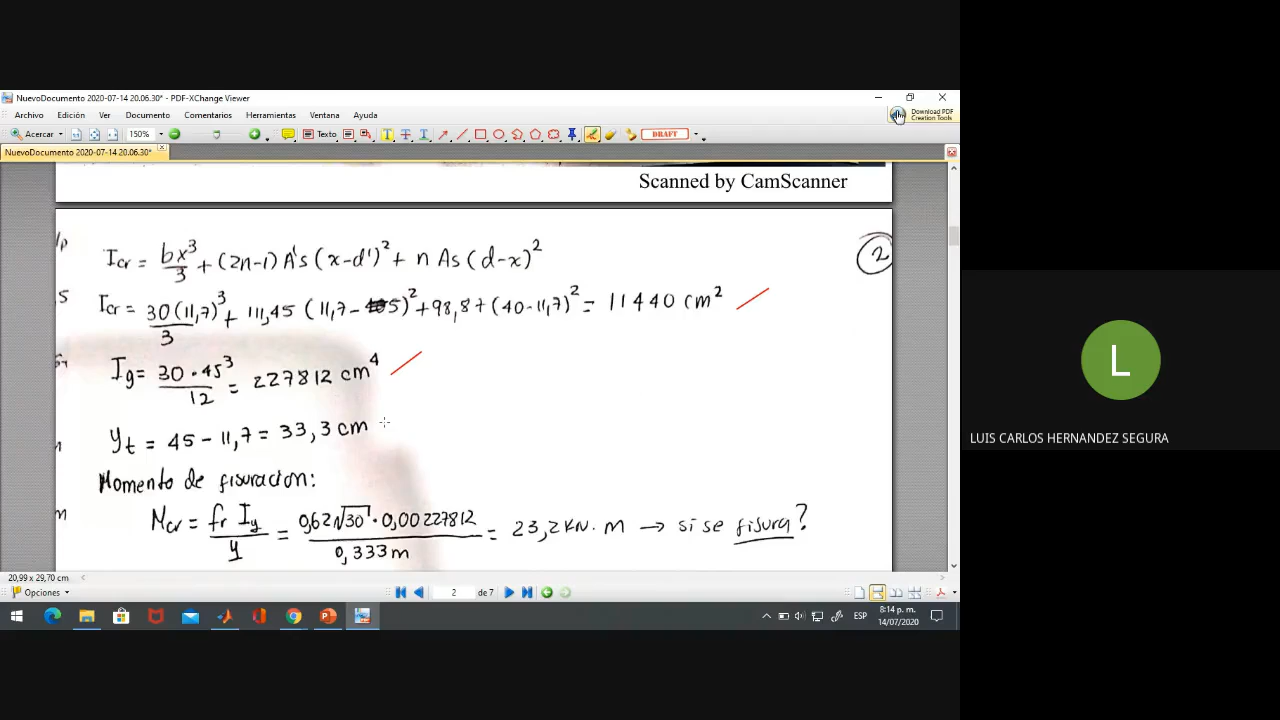 NuevoDocumento 2020-07-14 20.06.30* - PDF-XChange Viewer
Archivo Edición Ver Documento Comentarios Herramientas Ventana Ayuda
Download PDF
Creation Tools
Acercar 150% Texto DRAFT
NuevoDocumento 2020-07-14 20.06.30*
Scanned by CamScanner
2
Icr = bx³/3 + (2n-1) A's (x-d')² + n As (d-x)²
Icr = 30(11,7)³/3 + 111,45 (11,7 - 5)² + 98,87 (40-11,7)² = 11440 cm²
Ig = 30·45³/12 = 227812 cm⁴
yt = 45 - 11,7 = 33,3 cm
Momento de fisuracion:
Mcr = fr Ig/y = 0,62√30 · 0,00227812/0,333 m = 23,2 KN·m → si se fisura?
20,99 x 29,70 cm
Opciones 2 de 7
ESP
8:14 p. m.
14/07/2020
L
LUIS CARLOS HERNANDEZ SEGURA